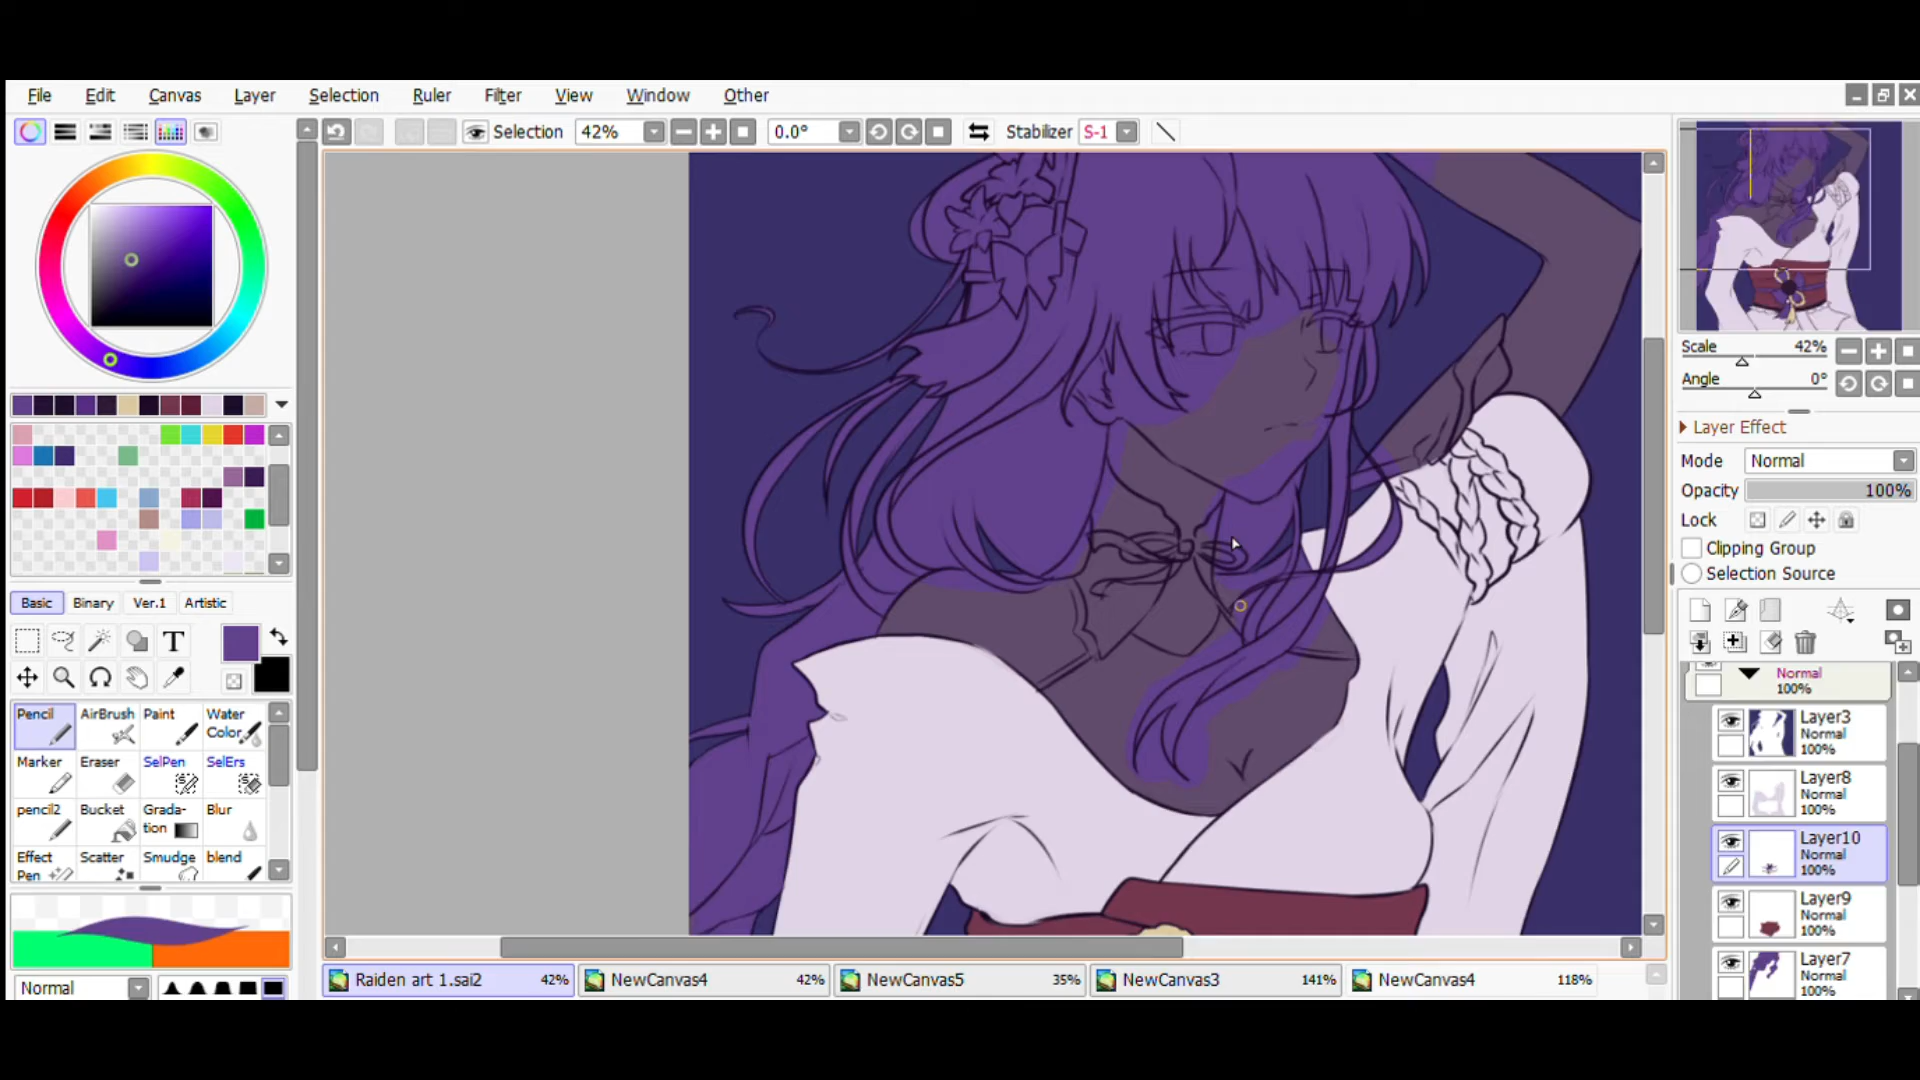 File Edit Canvas Layer Selection Ruler Filter View Window Other
Selection 42% 0.0° Stabilizer S-1
Scale 42%
Angle 0°
Layer Effect
Mode Normal
Opacity 100%
Lock
Clipping Group
Selection Source
Basic Binary Ver.1 Artistic
T
Pencil AirBrush Paint Water Color
Marker Eraser SelPen SelErs
pencil2 Bucket Grada-tion Blur
Effect Pen Scatter Smudge blend
Normal
Normal
100%
Layer3
Normal
100%
Layer8
Normal
100%
Layer10
Normal
100%
Layer9
Normal
100%
Layer7
Normal
100%
Raiden art 1.sai2 42% NewCanvas4 42% NewCanvas5 35% NewCanvas3 141% NewCanvas4 118%